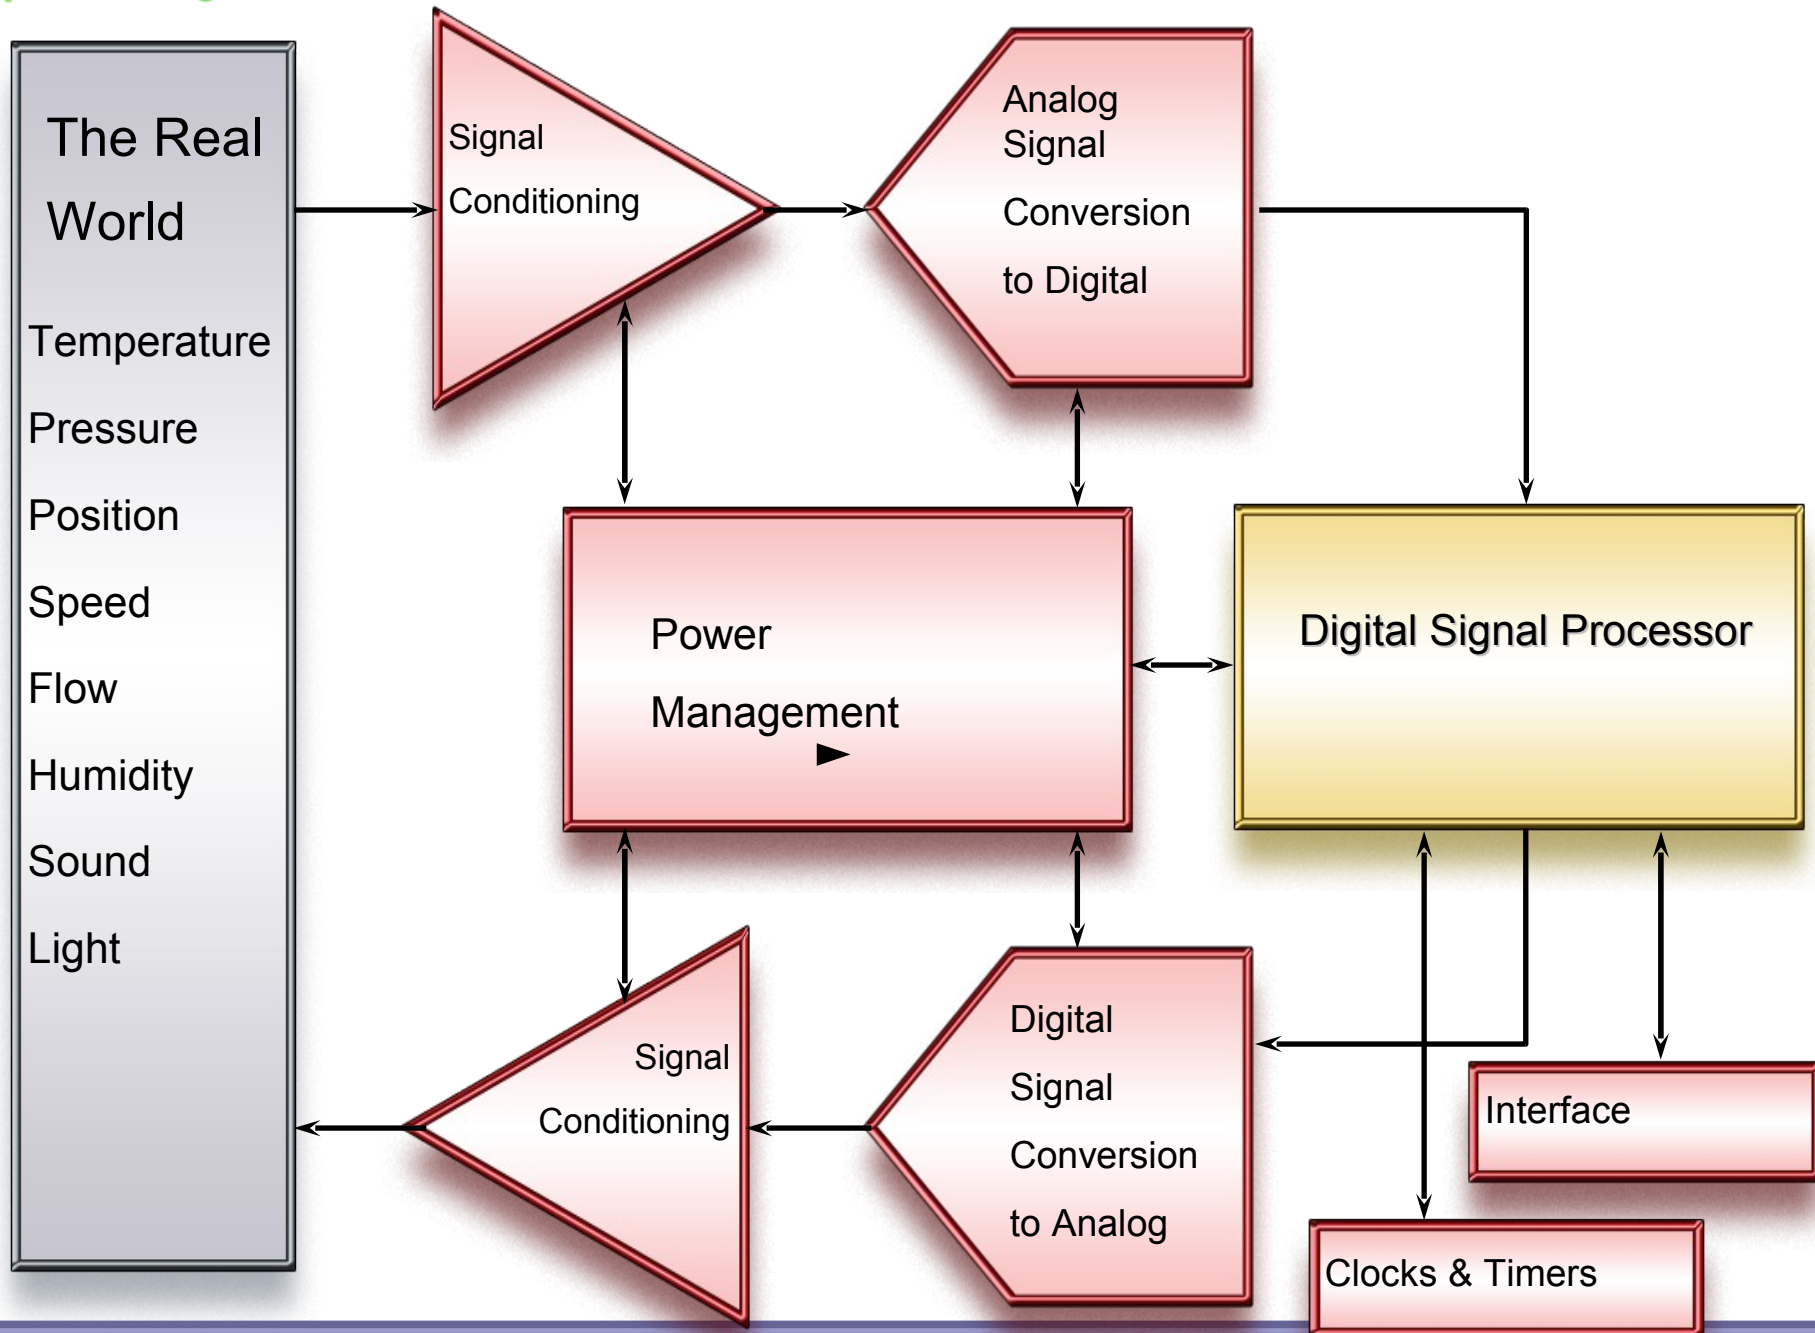 The Real
World
Temperature
Pressure
Position
Speed
Flow
Humidity
Sound
Light
Signal
Conditioning
Analog
Signal
Conversion
to Digital
Power
Management
Digital Signal Processor
Signal
Conditioning
Digital
Signal
Conversion
to Analog
Interface
Clocks & Timers